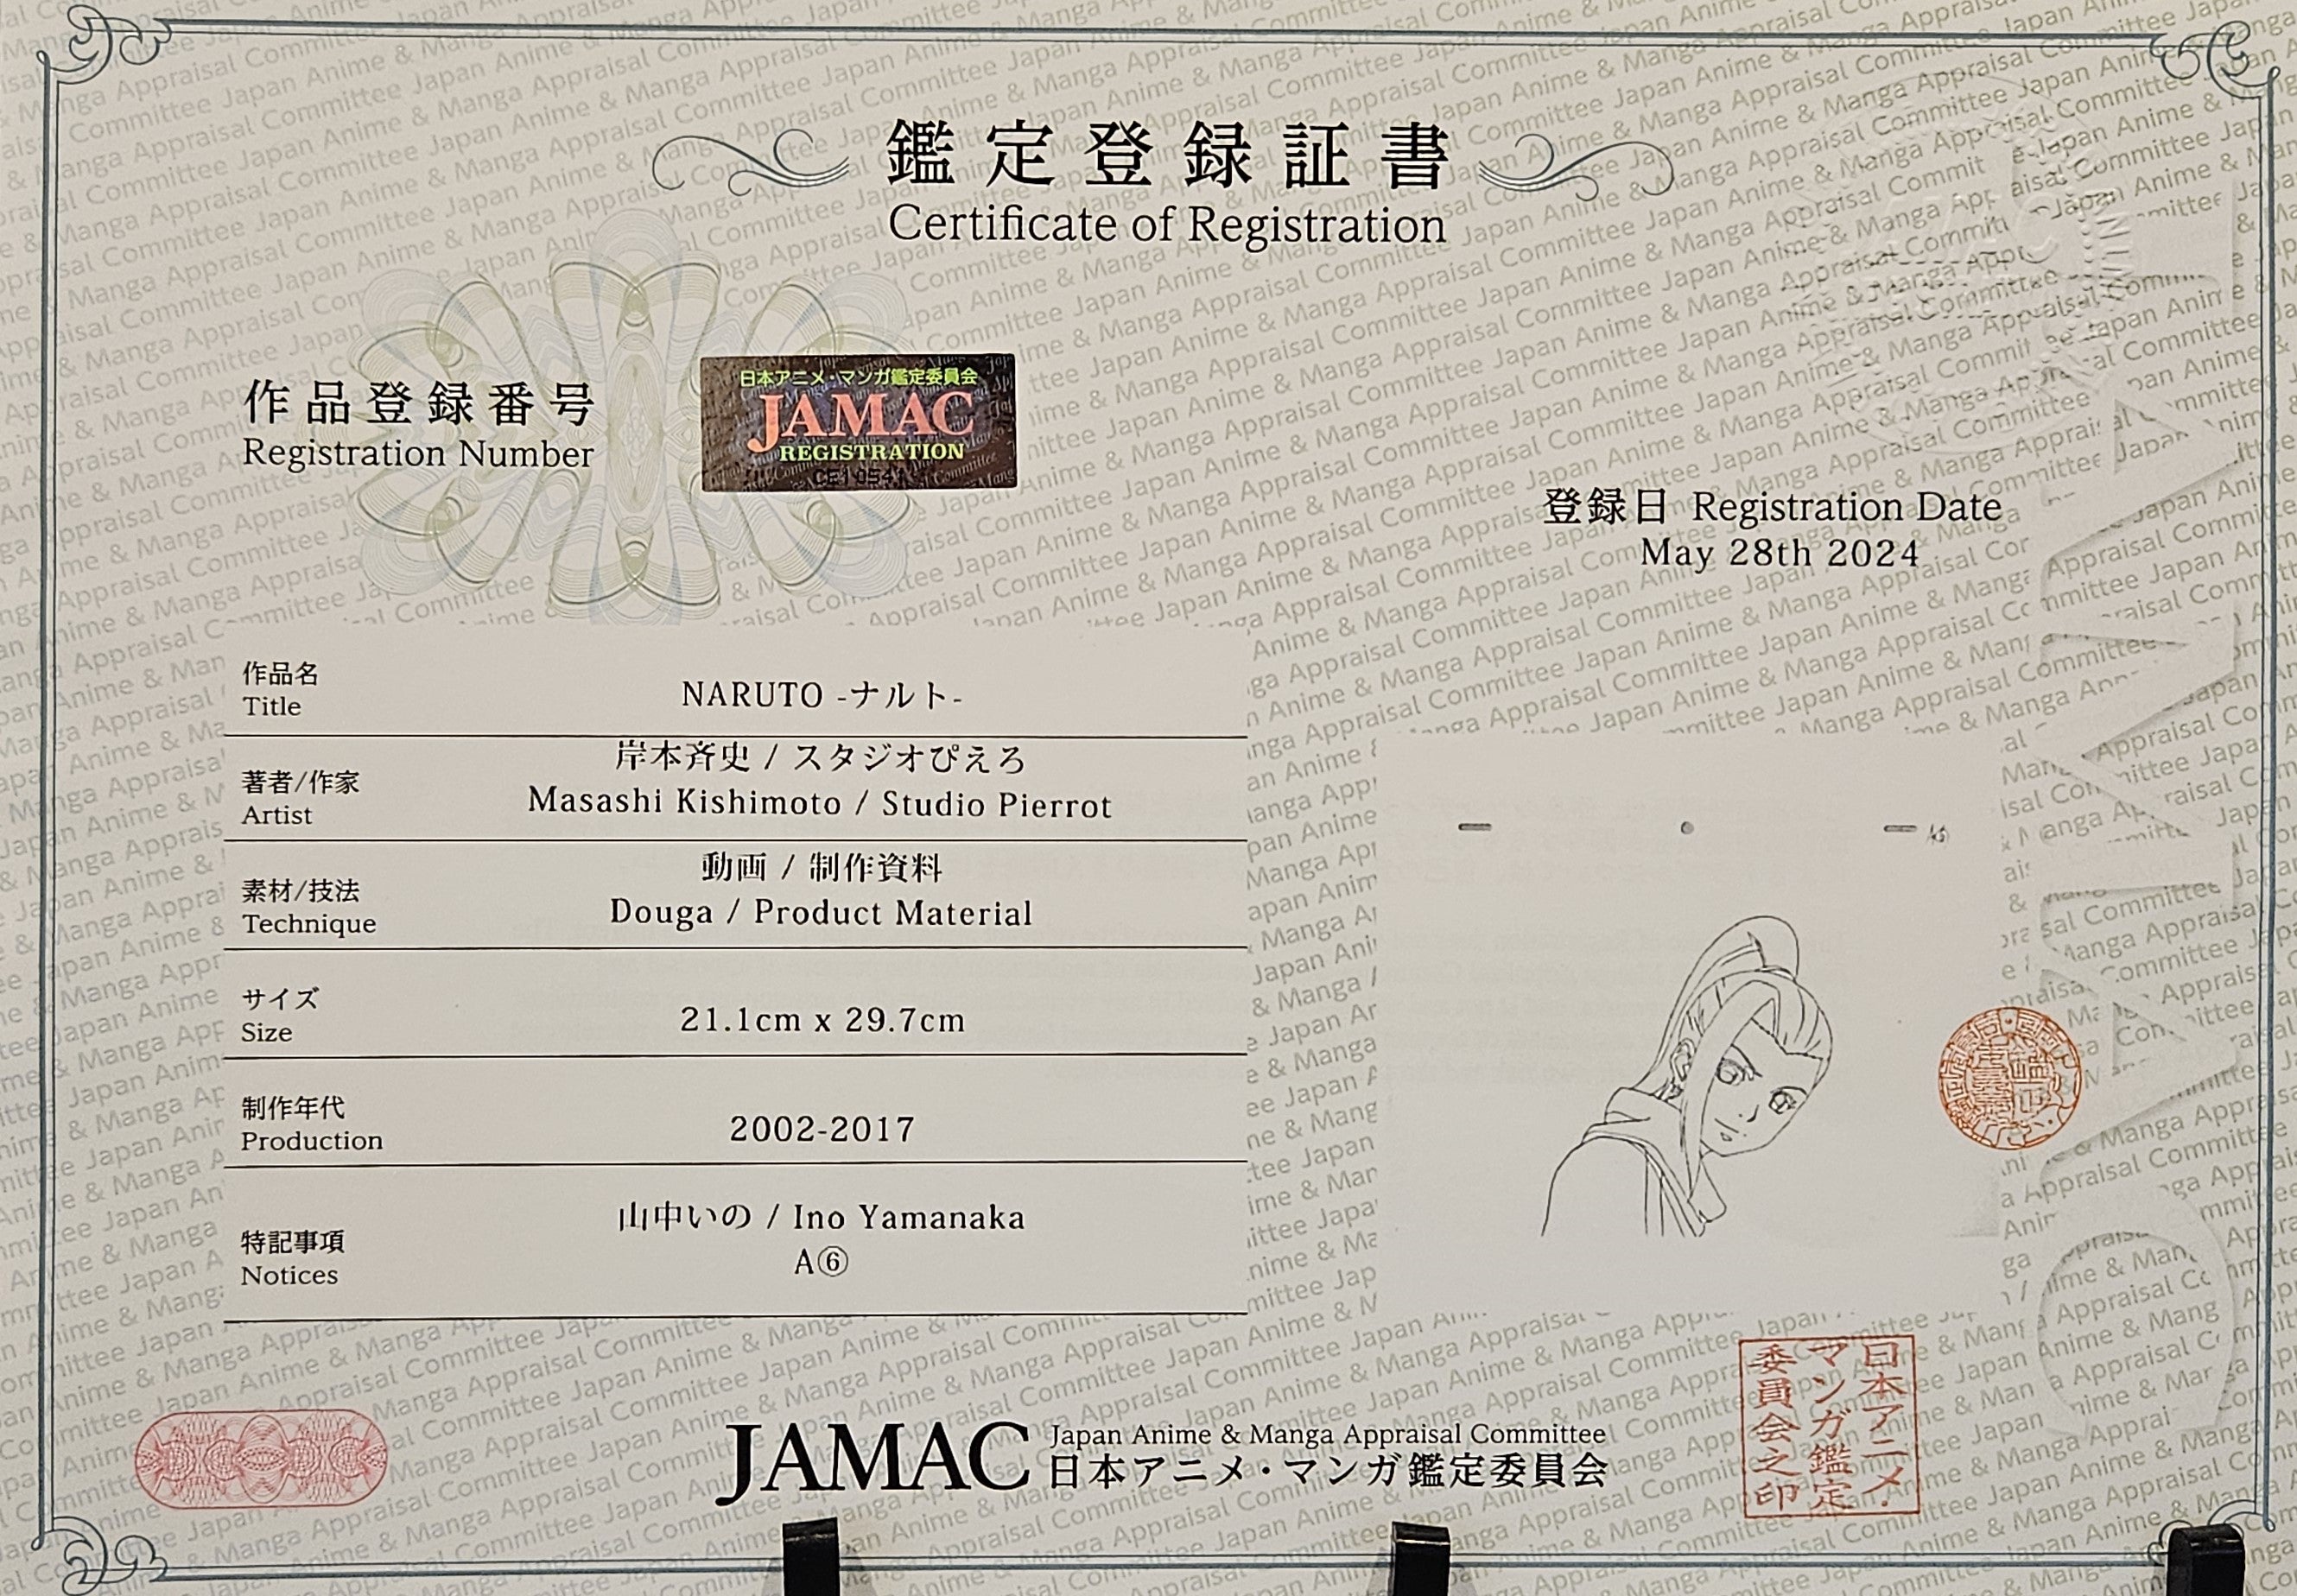 鑑定登録証書
Certificate of Registration
作品登録番号
Registration Number
日本アニメ・マンガ鑑定委員会
JAMAC
REGISTRATION
登録日 Registration Date
May 28th 2024
作品名
Title
NARUTO -ナルト-
著者/作家
Artist
岸本斉史 / スタジオぴえろ
Masashi Kishimoto / Studio Pierrot
素材/技法
Technique
動画 / 制作資料
Douga / Product Material
サイズ
Size
21.1cm x 29.7cm
制作年代
Production
2002-2017
特記事項
Notices
山中いの / Ino Yamanaka
A⑥
A⑥
JAMAC
Japan Anime & Manga Appraisal Committee
日本アニメ・マンガ鑑定委員会
日本アニメ・
マンガ鑑定
委員会之印